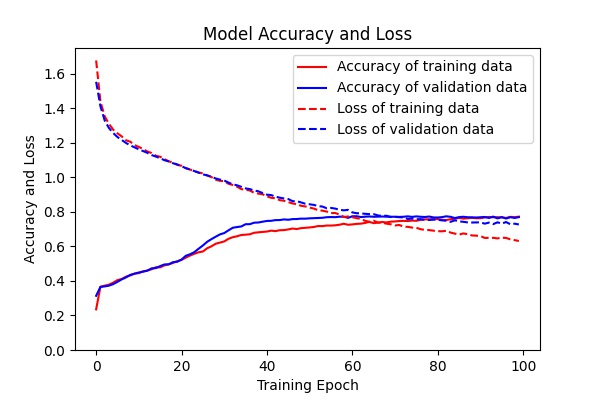 Model Accuracy and Loss
Accuracy of training data
Accuracy of validation data
Loss of training data
Loss of validation data
Accuracy and Loss
1.6
1.4
1.2
1.0
0.8
0.6
0.4
0.2
0.0
0 20 40 60 80 100
Training Epoch